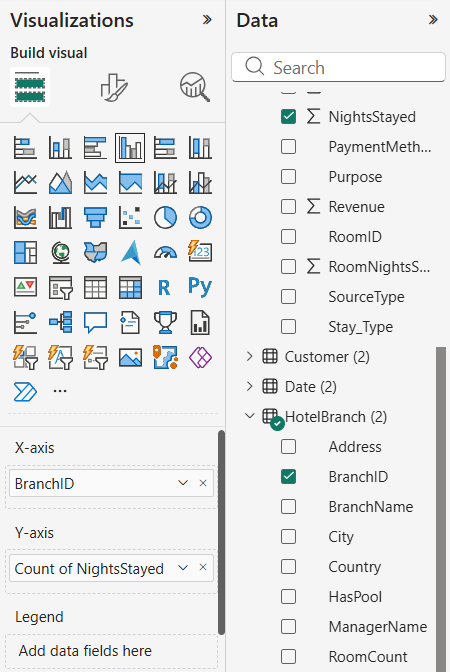 Visualizations
»
Build visual
123
R
Py
...
X-axis
BranchID
Y-axis
Count of NightsStayed
Legend
Add data fields here
Data
»
Search
Σ NightsStayed
PaymentMeth...
Purpose
Σ Revenue
RoomID
Σ RoomNightsS...
SourceType
Stay_Type
Customer (2)
Date (2)
HotelBranch (2)
Address
BranchID
BranchName
City
Country
HasPool
ManagerName
RoomCount